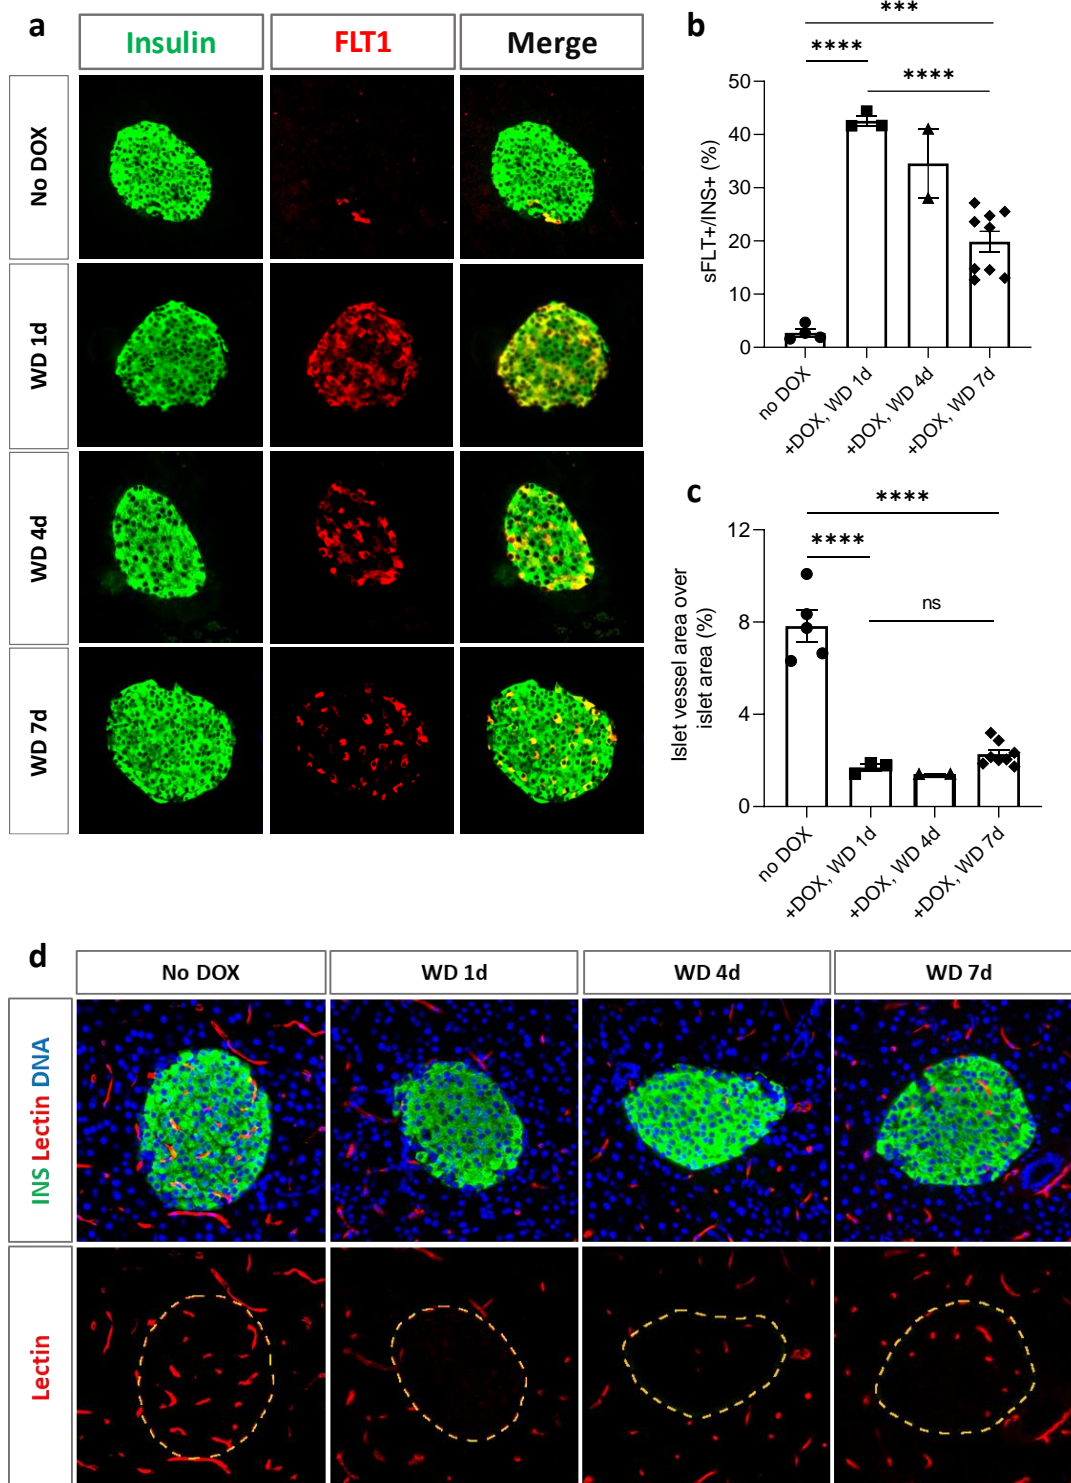 a
Insulin
FLT1
Merge
No DOX
WD 1d
WD 4d
WD 7d
b
***
****
****
sFLT+/INS+ (%)
50
40
30
20
10
0
no DOX
+DOX, WD 1d
+DOX, WD 4d
+DOX, WD 7d
c
****
****
ns
Islet vessel area over
islet area (%)
12
8
4
0
no DOX
+DOX, WD 1d
+DOX, WD 4d
+DOX, WD 7d
d
No DOX
WD 1d
WD 4d
WD 7d
INS Lectin DNA
Lectin